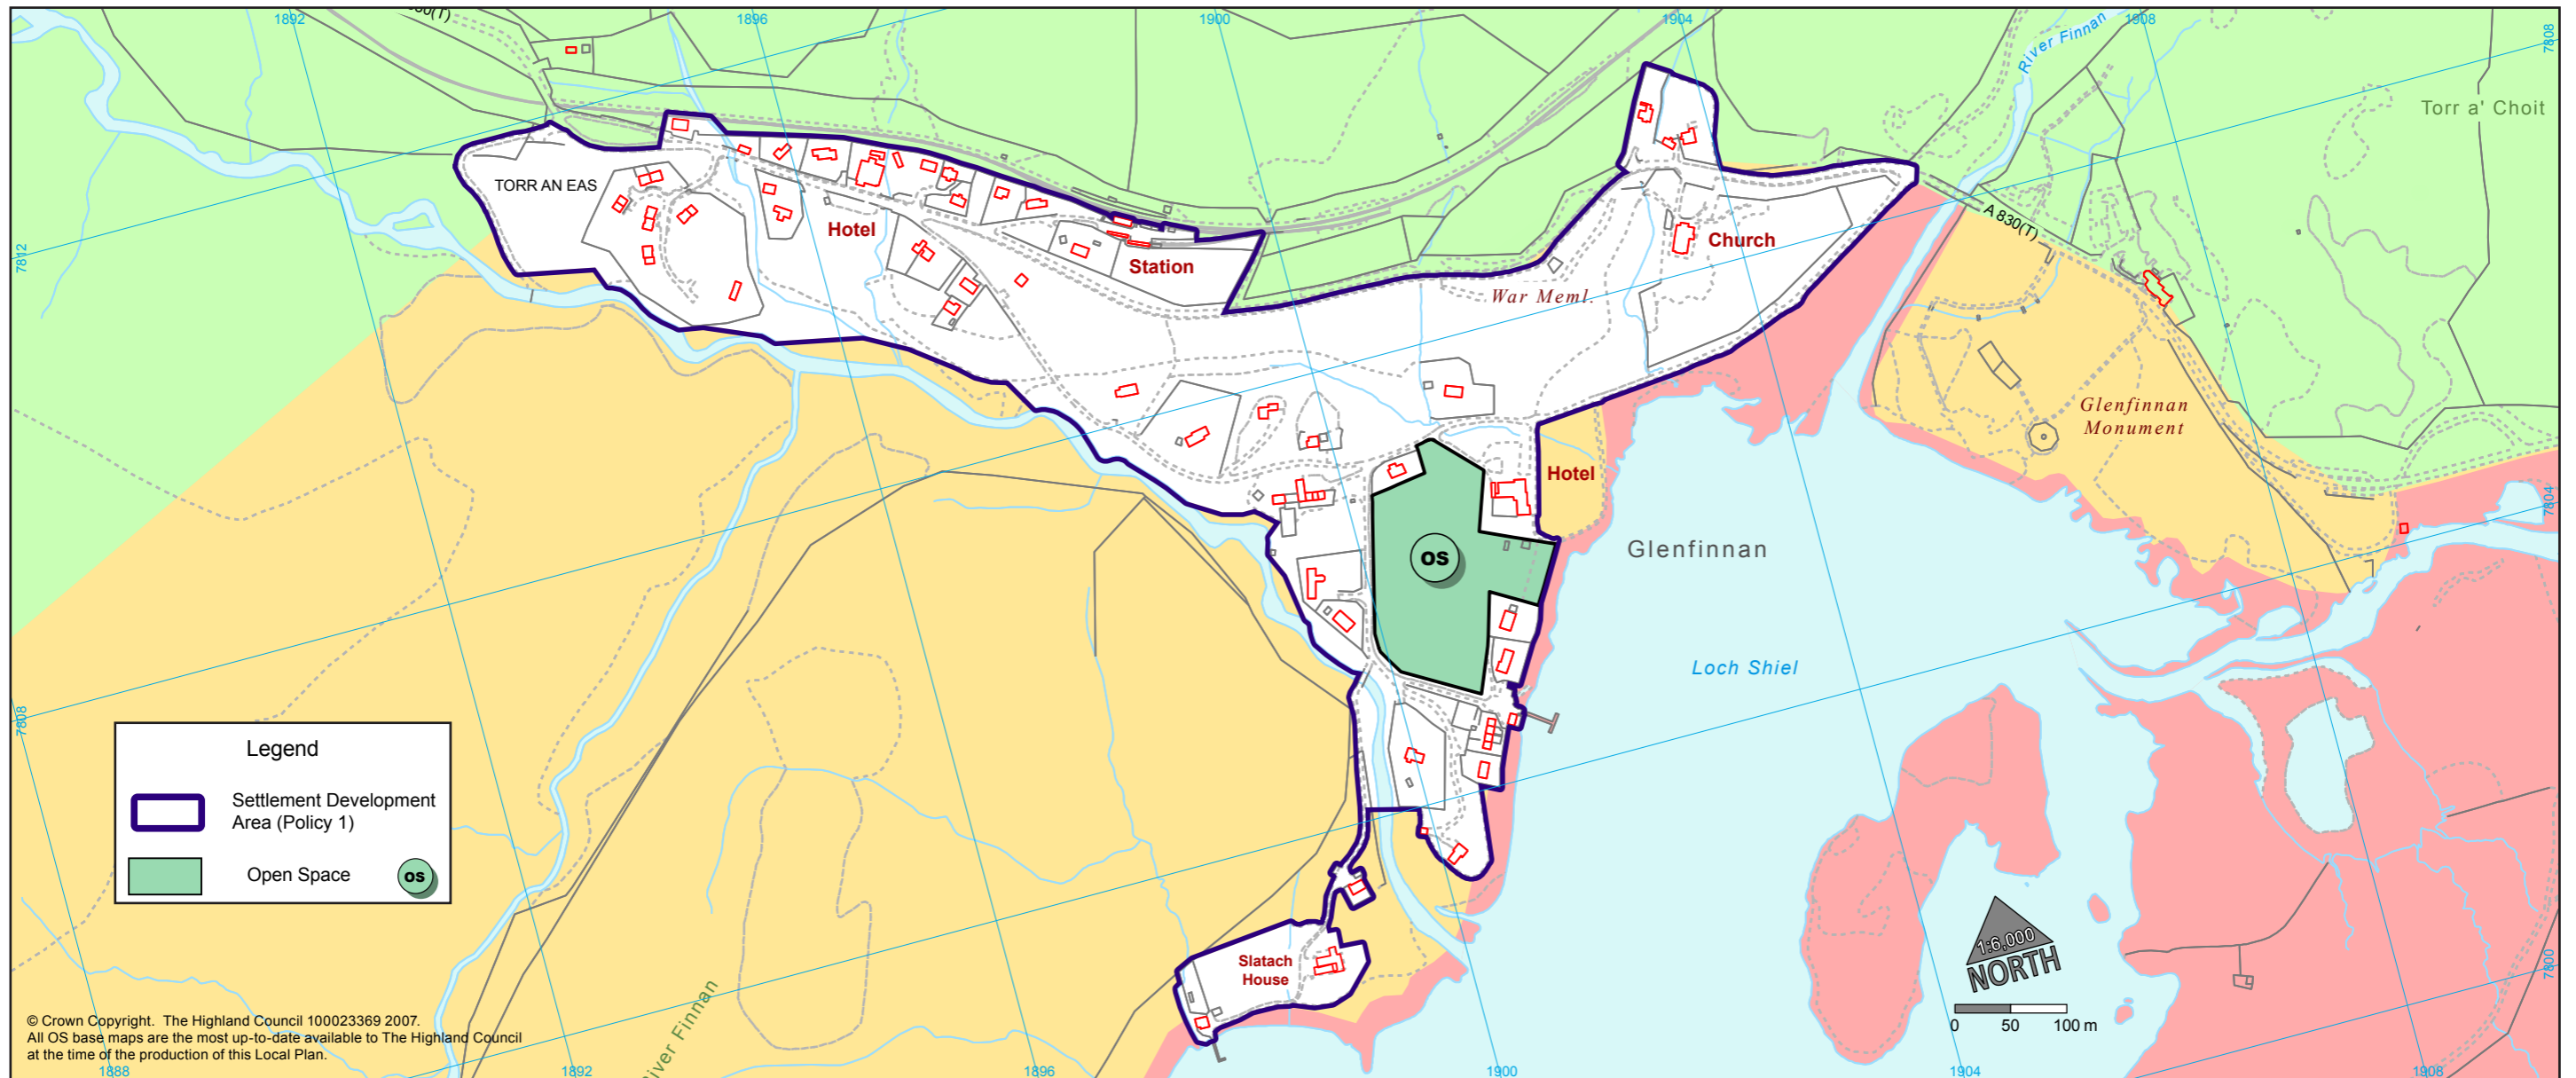 1892
1896
1900
1904
1908
River Finnan
7808
Torr a' Choit
TORR AN EAS
Hotel
Station
Church
A 830(T)
7812
War Meml.
Glenfinnan
Monument
Hotel
7804
os
Glenfinnan
Loch Shiel
7808
Legend
Settlement Development
Area (Policy 1)
Open Space
os
1:6,000
NORTH
0 50 100 m
Slatach
House
7800
River Finnan
© Crown Copyright. The Highland Council 100023369 2007.
All OS base maps are the most up-to-date available to The Highland Council
at the time of the production of this Local Plan.
1888
1892
1896
1900
1904
1908